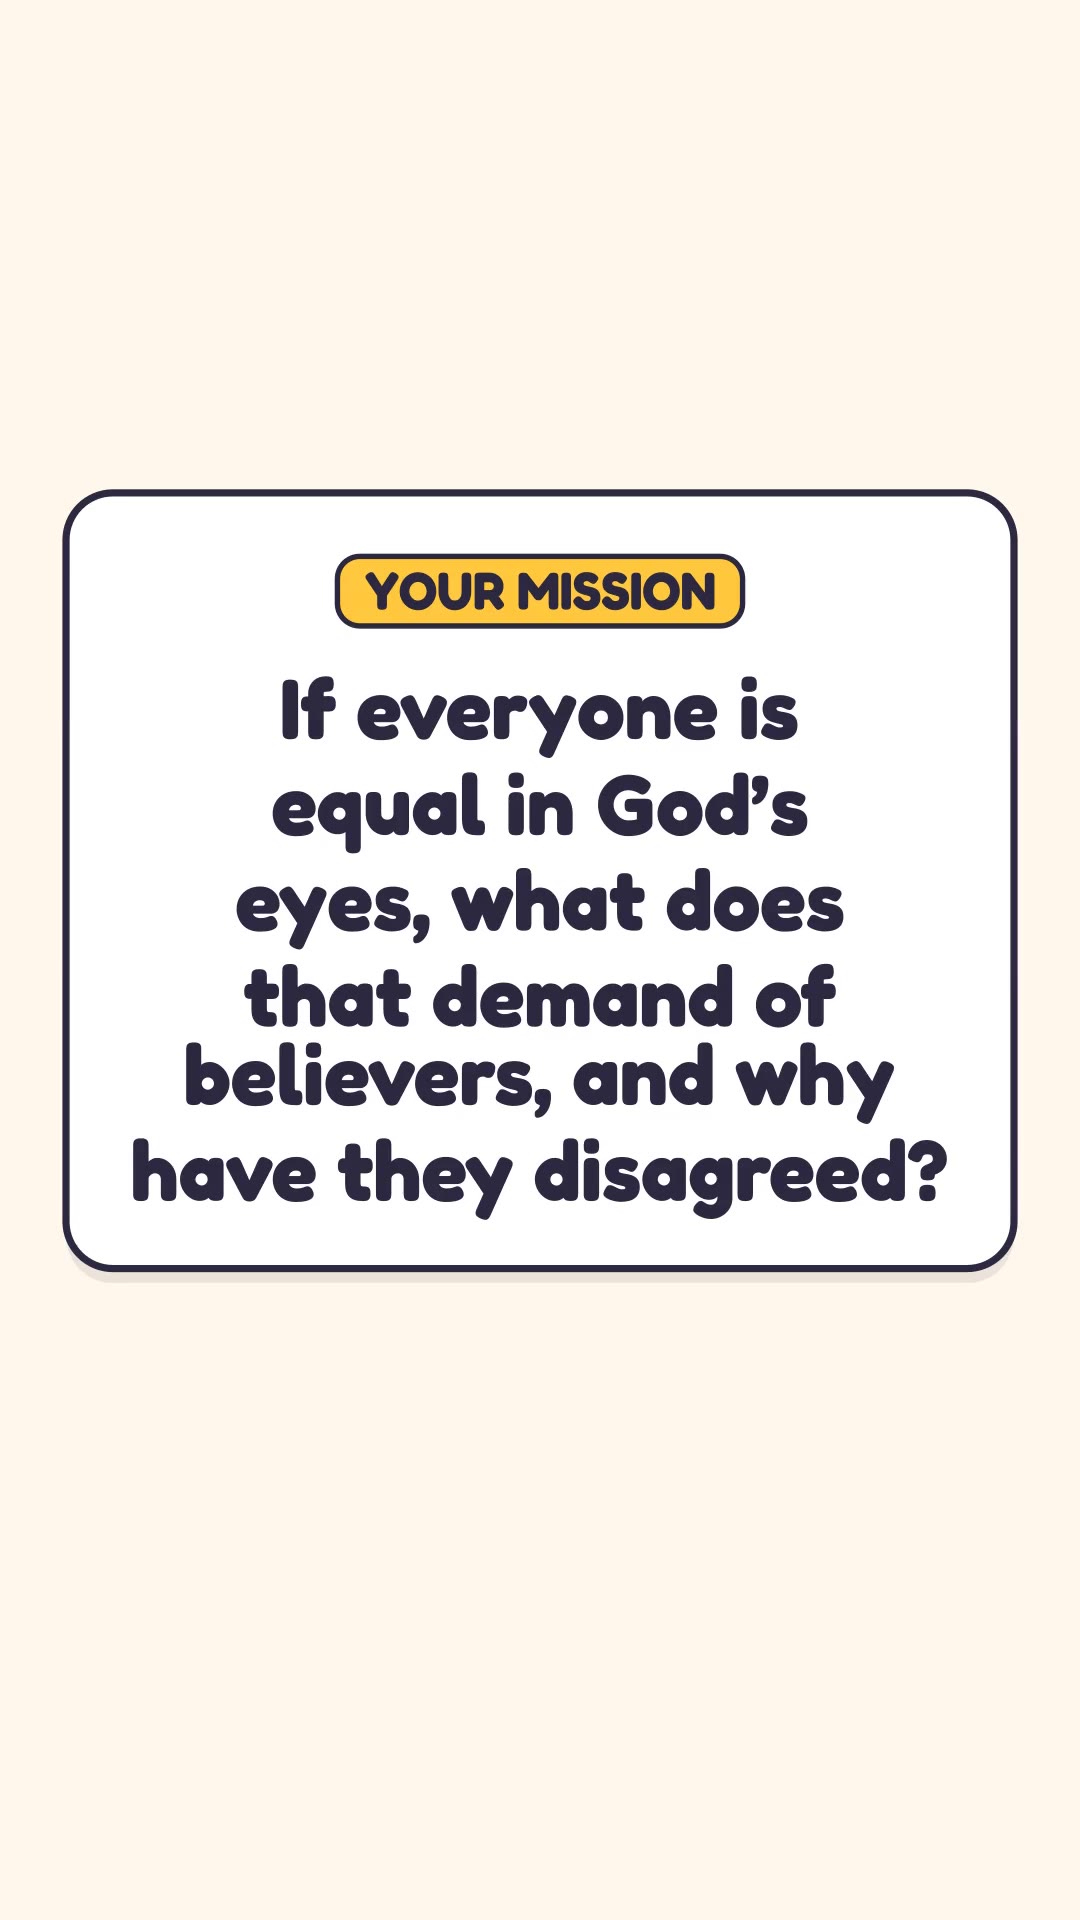 YOUR MISSION
If everyone is
equal in God’s
eyes, what does
that demand of
believers, and why
have they disagreed?